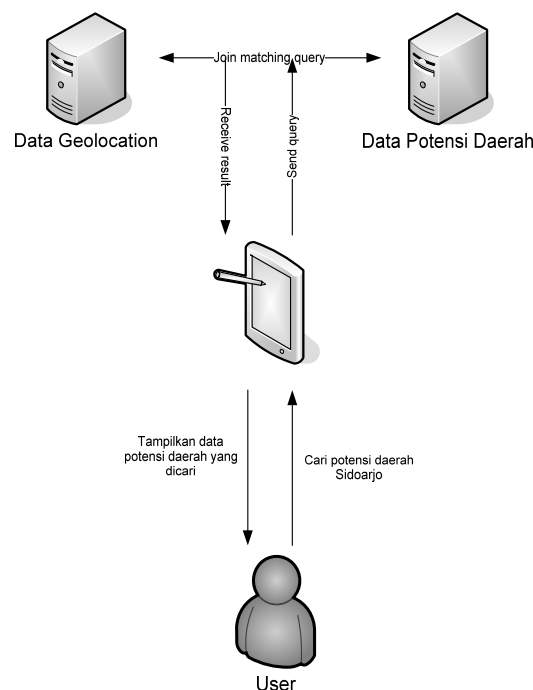 Join matching query
Data Geolocation
Data Potensi Daerah
Receive result
Send query
Tampilkan data
potensi daerah yang
dicari
Cari potensi daerah
Sidoarjo
User